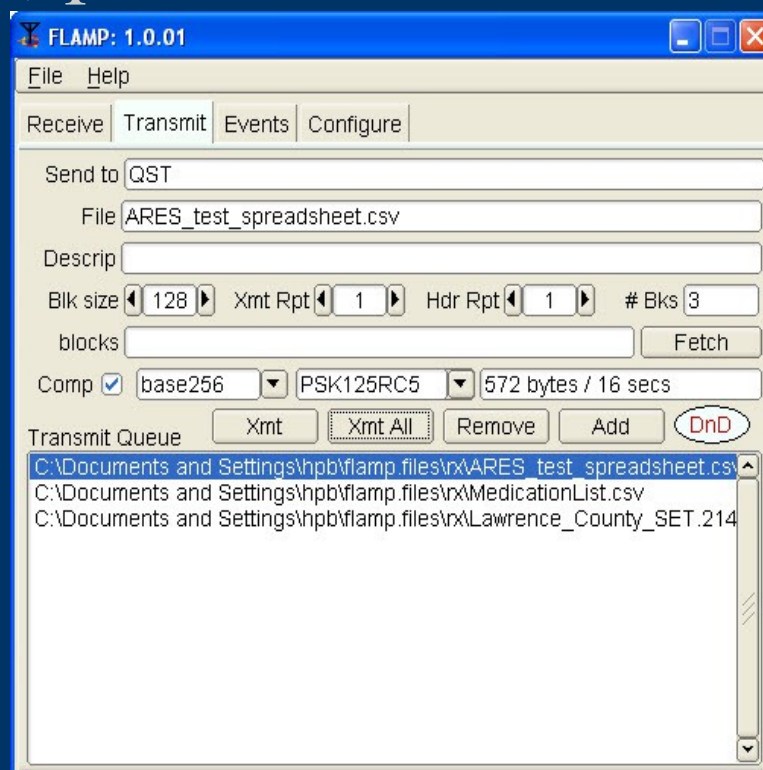 FLAMP: 1.0.01
File Help
Receive Transmit Events Configure
Send to QST
File ARES_test_spreadsheet.csv
Descrip
Blk size 128 Xmt Rpt 1 Hdr Rpt 1 # Bks 3
blocks Fetch
Comp base256 PSK125RC5 572 bytes / 16 secs
Transmit Queue Xmt Xmt All Remove Add DnD
C:\Documents and Settings\hpb\flamp.files\rx\ARES_test_spreadsheet.csv
C:\Documents and Settings\hpb\flamp.files\rx\MedicationList.csv
C:\Documents and Settings\hpb\flamp.files\rx\Lawrence_County_SET.214